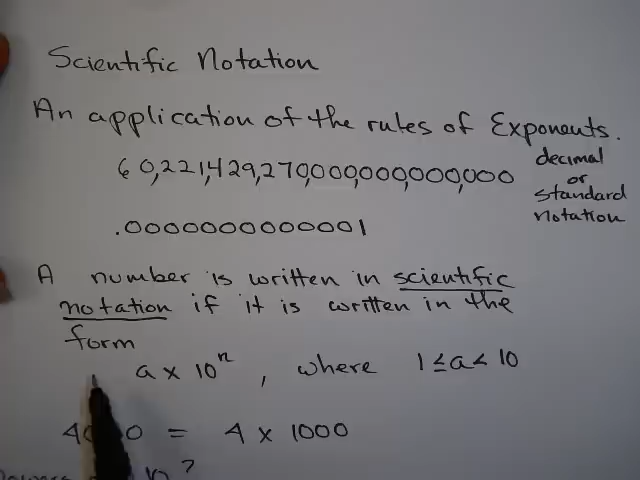 Scientific Notation
An application of the rules of Exponents.
60,221,429,270,000,000,000,000
decimal
or
standard
notation
.0000000000001
A number is written in scientific
notation if it is written in the
form
a x 10ⁿ, where 1 ≤ a < 10
= 4 x 1000